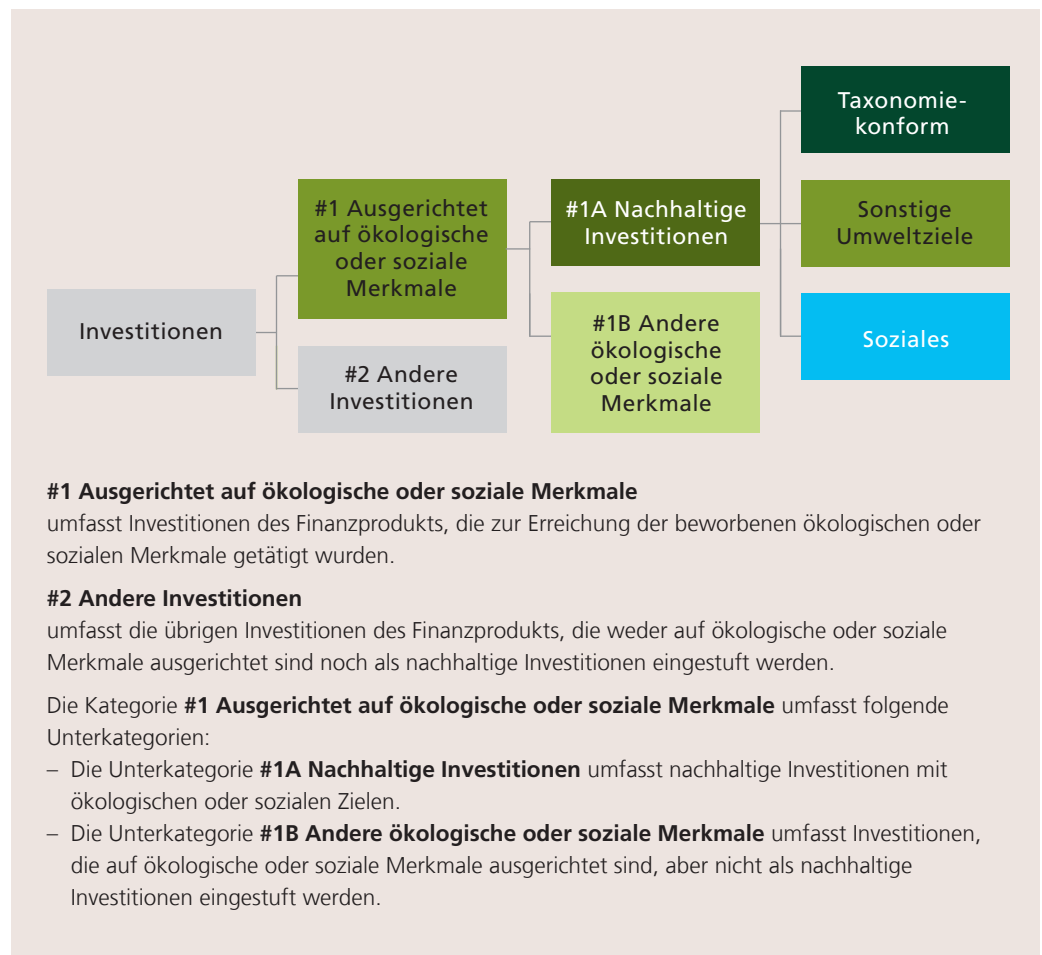 Taxonomie-
konform
#1 Ausgerichtet
auf ökologische
oder soziale
Merkmale
#1A Nachhaltige
Investitionen
Sonstige
Umweltziele
Investitionen
#2 Andere
Investitionen
#1B Andere
ökologische
oder soziale
Merkmale
Soziales
#1 Ausgerichtet auf ökologische oder soziale Merkmale
umfasst Investitionen des Finanzprodukts, die zur Erreichung der beworbenen ökologischen oder
sozialen Merkmale getätigt wurden.
#2 Andere Investitionen
umfasst die übrigen Investitionen des Finanzprodukts, die weder auf ökologische oder soziale
Merkmale ausgerichtet sind noch als nachhaltige Investitionen eingestuft werden.
Die Kategorie #1 Ausgerichtet auf ökologische oder soziale Merkmale umfasst folgende
Unterkategorien:
– Die Unterkategorie #1A Nachhaltige Investitionen umfasst nachhaltige Investitionen mit
ökologischen oder sozialen Zielen.
– Die Unterkategorie #1B Andere ökologische oder soziale Merkmale umfasst Investitionen,
die auf ökologische oder soziale Merkmale ausgerichtet sind, aber nicht als nachhaltige
Investitionen eingestuft werden.